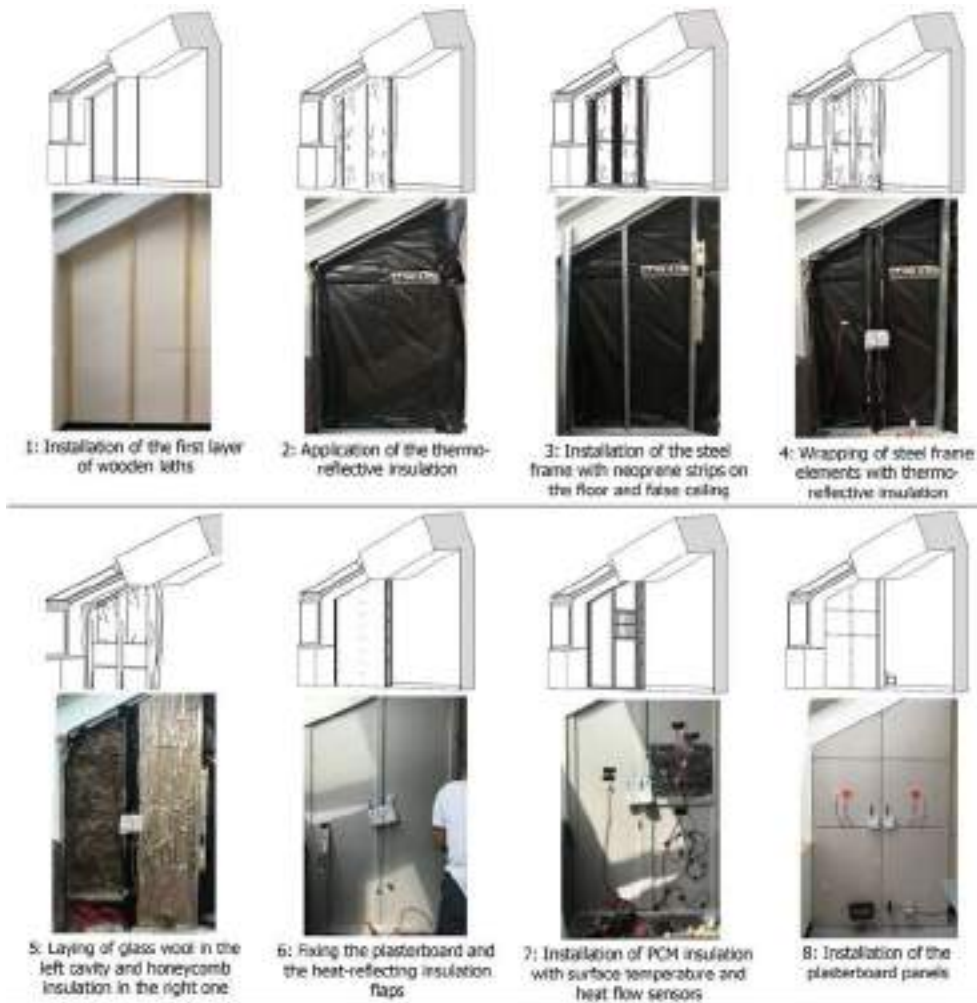 1: Installation of the first layer
of wooden laths
2: Application of the thermo-
reflective insulation
3: Installation of the steel
frame with neoprene strips on
the floor and false ceiling
4: Wrapping of steel frame
elements with thermo-
reflective insulation
5: Laying of glass wool in the
left cavity and honeycomb
insulation in the right one
6: Fixing the plasterboard and
the heat-reflecting insulation
flaps
7: Installation of PCM insulation
with surface temperature and
heat flow sensors
8: Installation of the
plasterboard panels